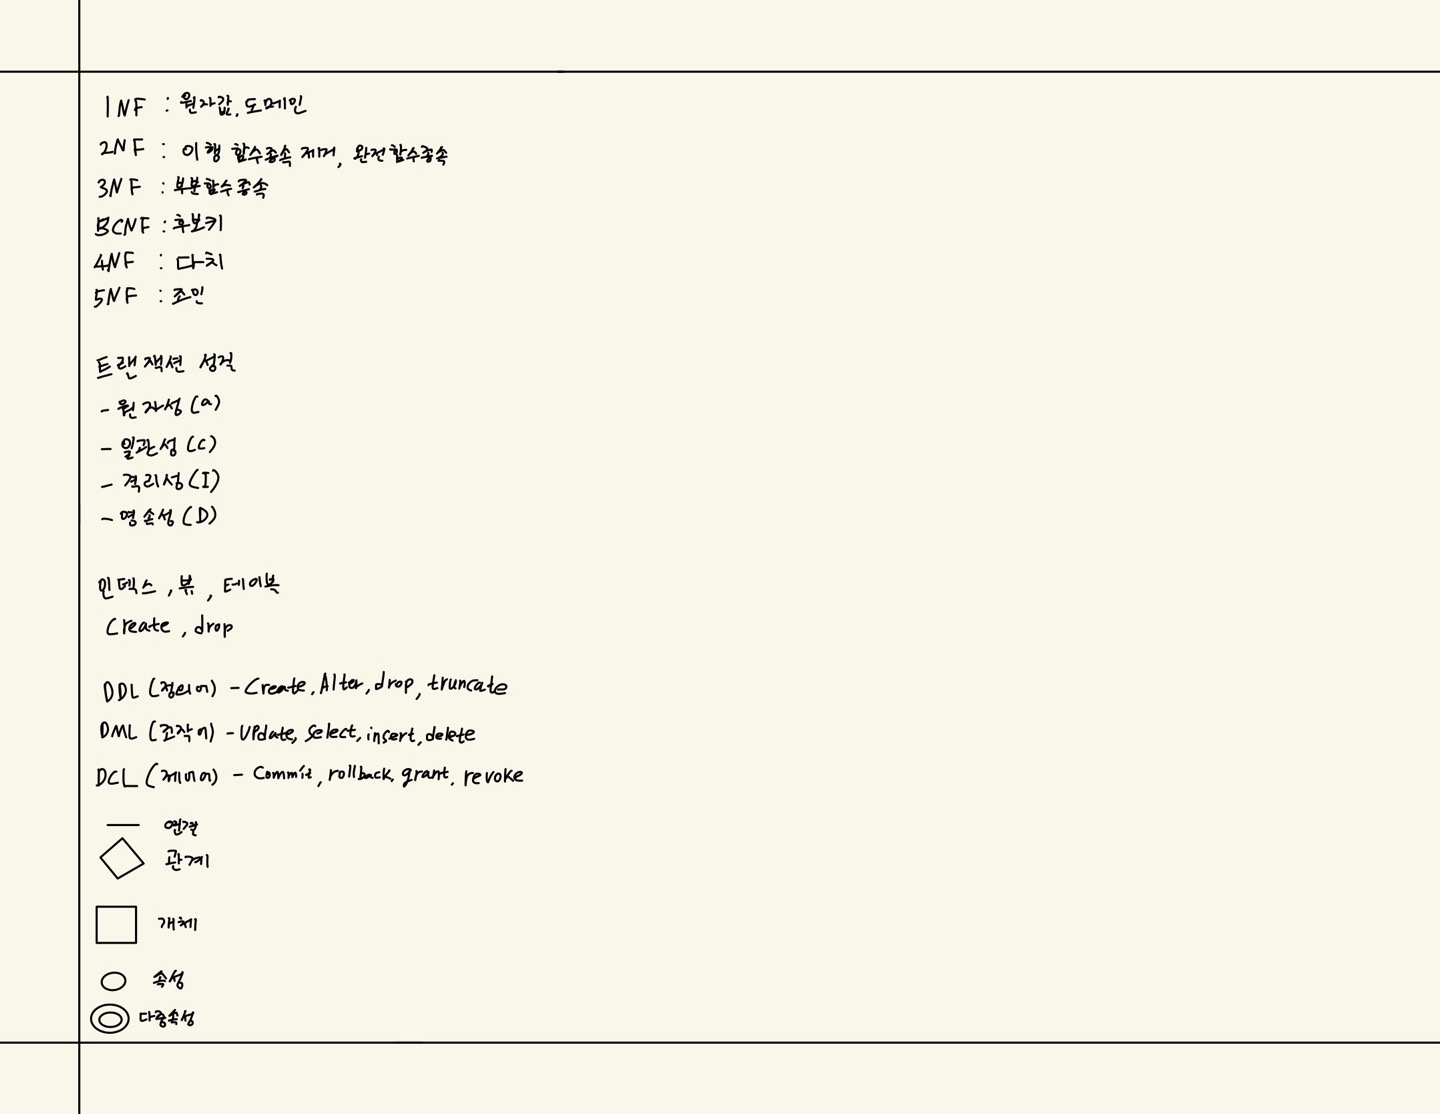 1NF : 원자값, 도메인
2NF : 이행 함수종속 제거, 완전함수종속
3NF : 부분함수종속
BCNF : 후보키
4NF : 다치
5NF : 조인
트랜잭션 성질
- 원자성 (a)
- 일관성 (C)
- 격리성 (I)
- 영속성 (D)
인덱스 , 뷰 , 테이블
Create , drop
DDL (정의어) - Create, Alter, drop, truncate
DML (조작어) - UPdate, Select, insert, delete
DCL (제어어) - Commit, rollback, grant, revoke
연결
관계
개체
속성
다중속성